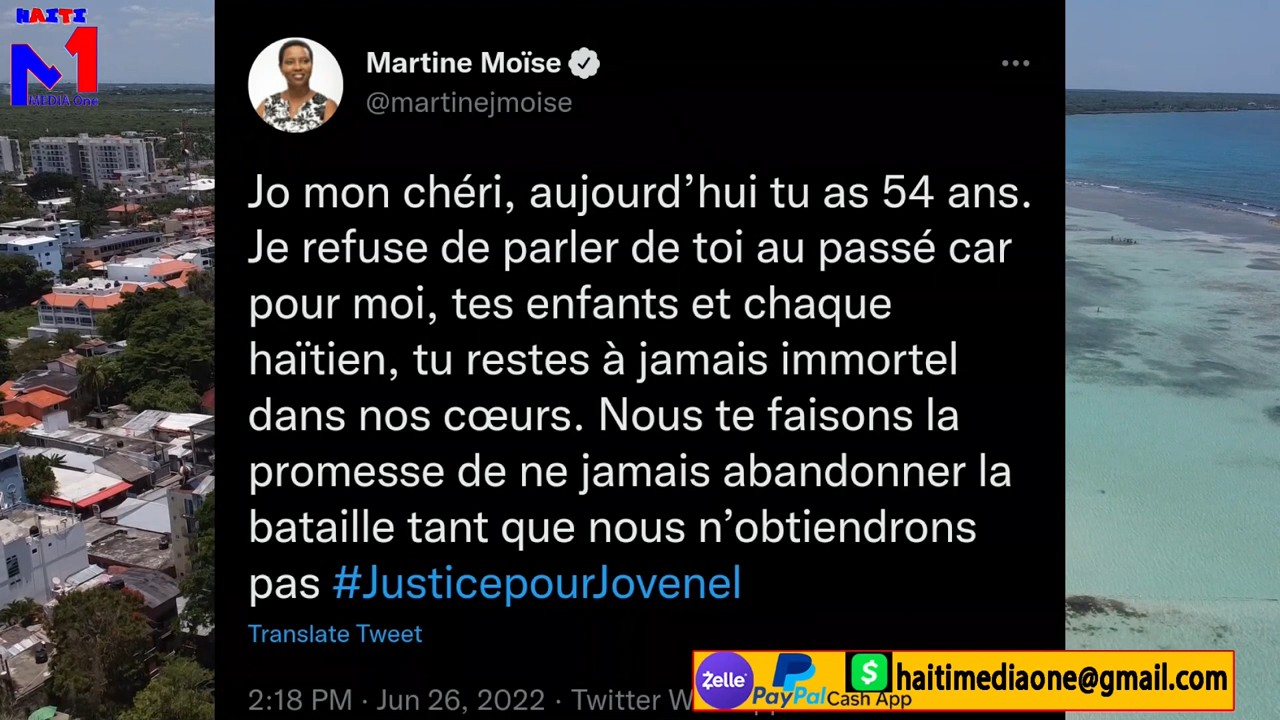 HAITI
M1
MEDIA One
Martine Moïse
@martinejmoise
Jo mon chéri, aujourd’hui tu as 54 ans.
Je refuse de parler de toi au passé car
pour moi, tes enfants et chaque
haïtien, tu restes à jamais immortel
dans nos cœurs. Nous te faisons la
promesse de ne jamais abandonner la
bataille tant que nous n’obtiendrons
pas #JusticepourJovenel
Translate Tweet
2:18 PM · Jun 26, 2022 · Twitter
Zelle PayPal $ Cash App haitimediaone@gmail.com